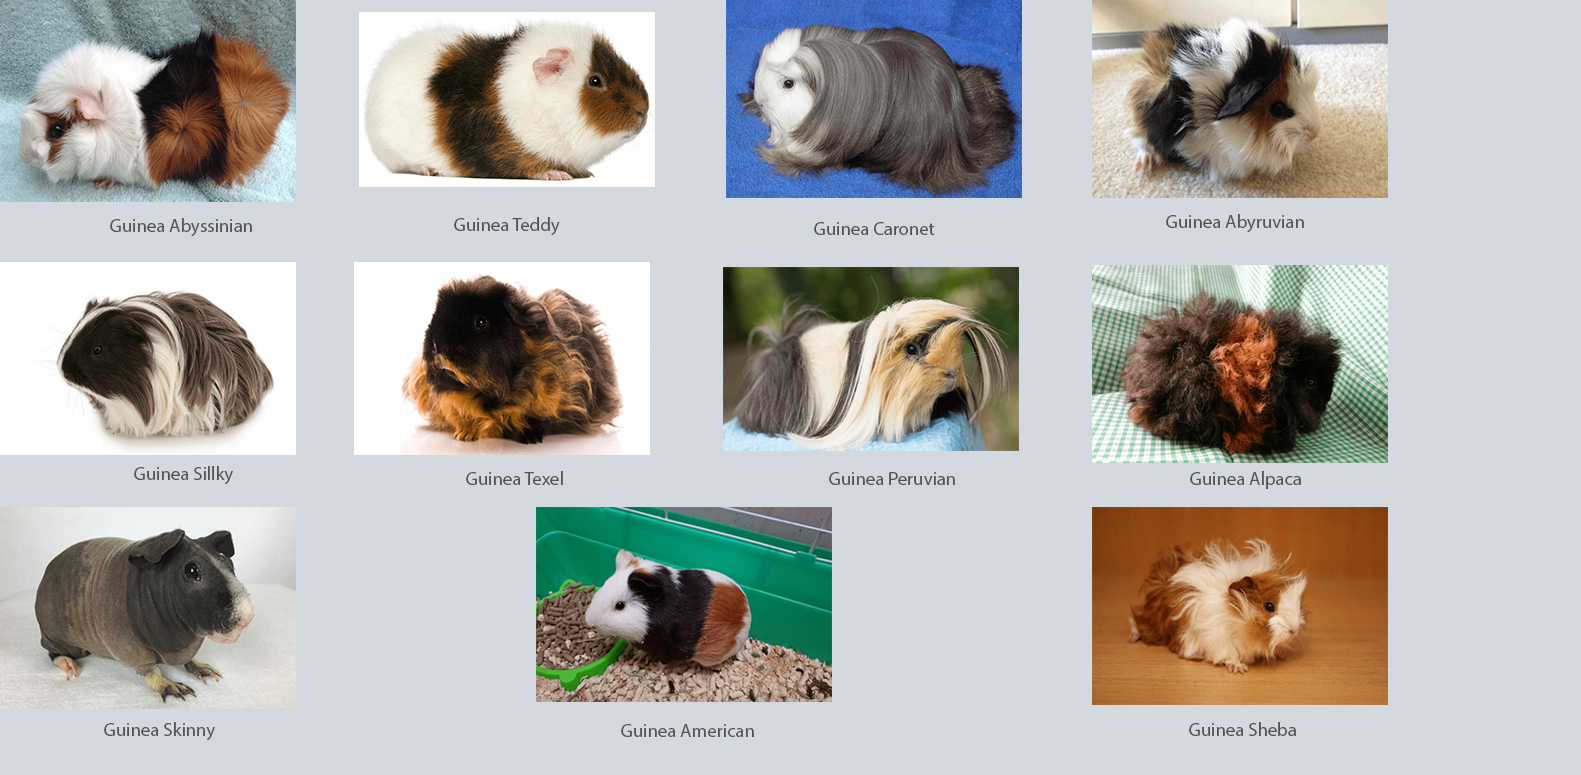 Guinea Abyssinian
Guinea Teddy
Guinea Caronet
Guinea Abyruvian
Guinea Sillky
Guinea Texel
Guinea Peruvian
Guinea Alpaca
Guinea Skinny
Guinea American
Guinea Sheba